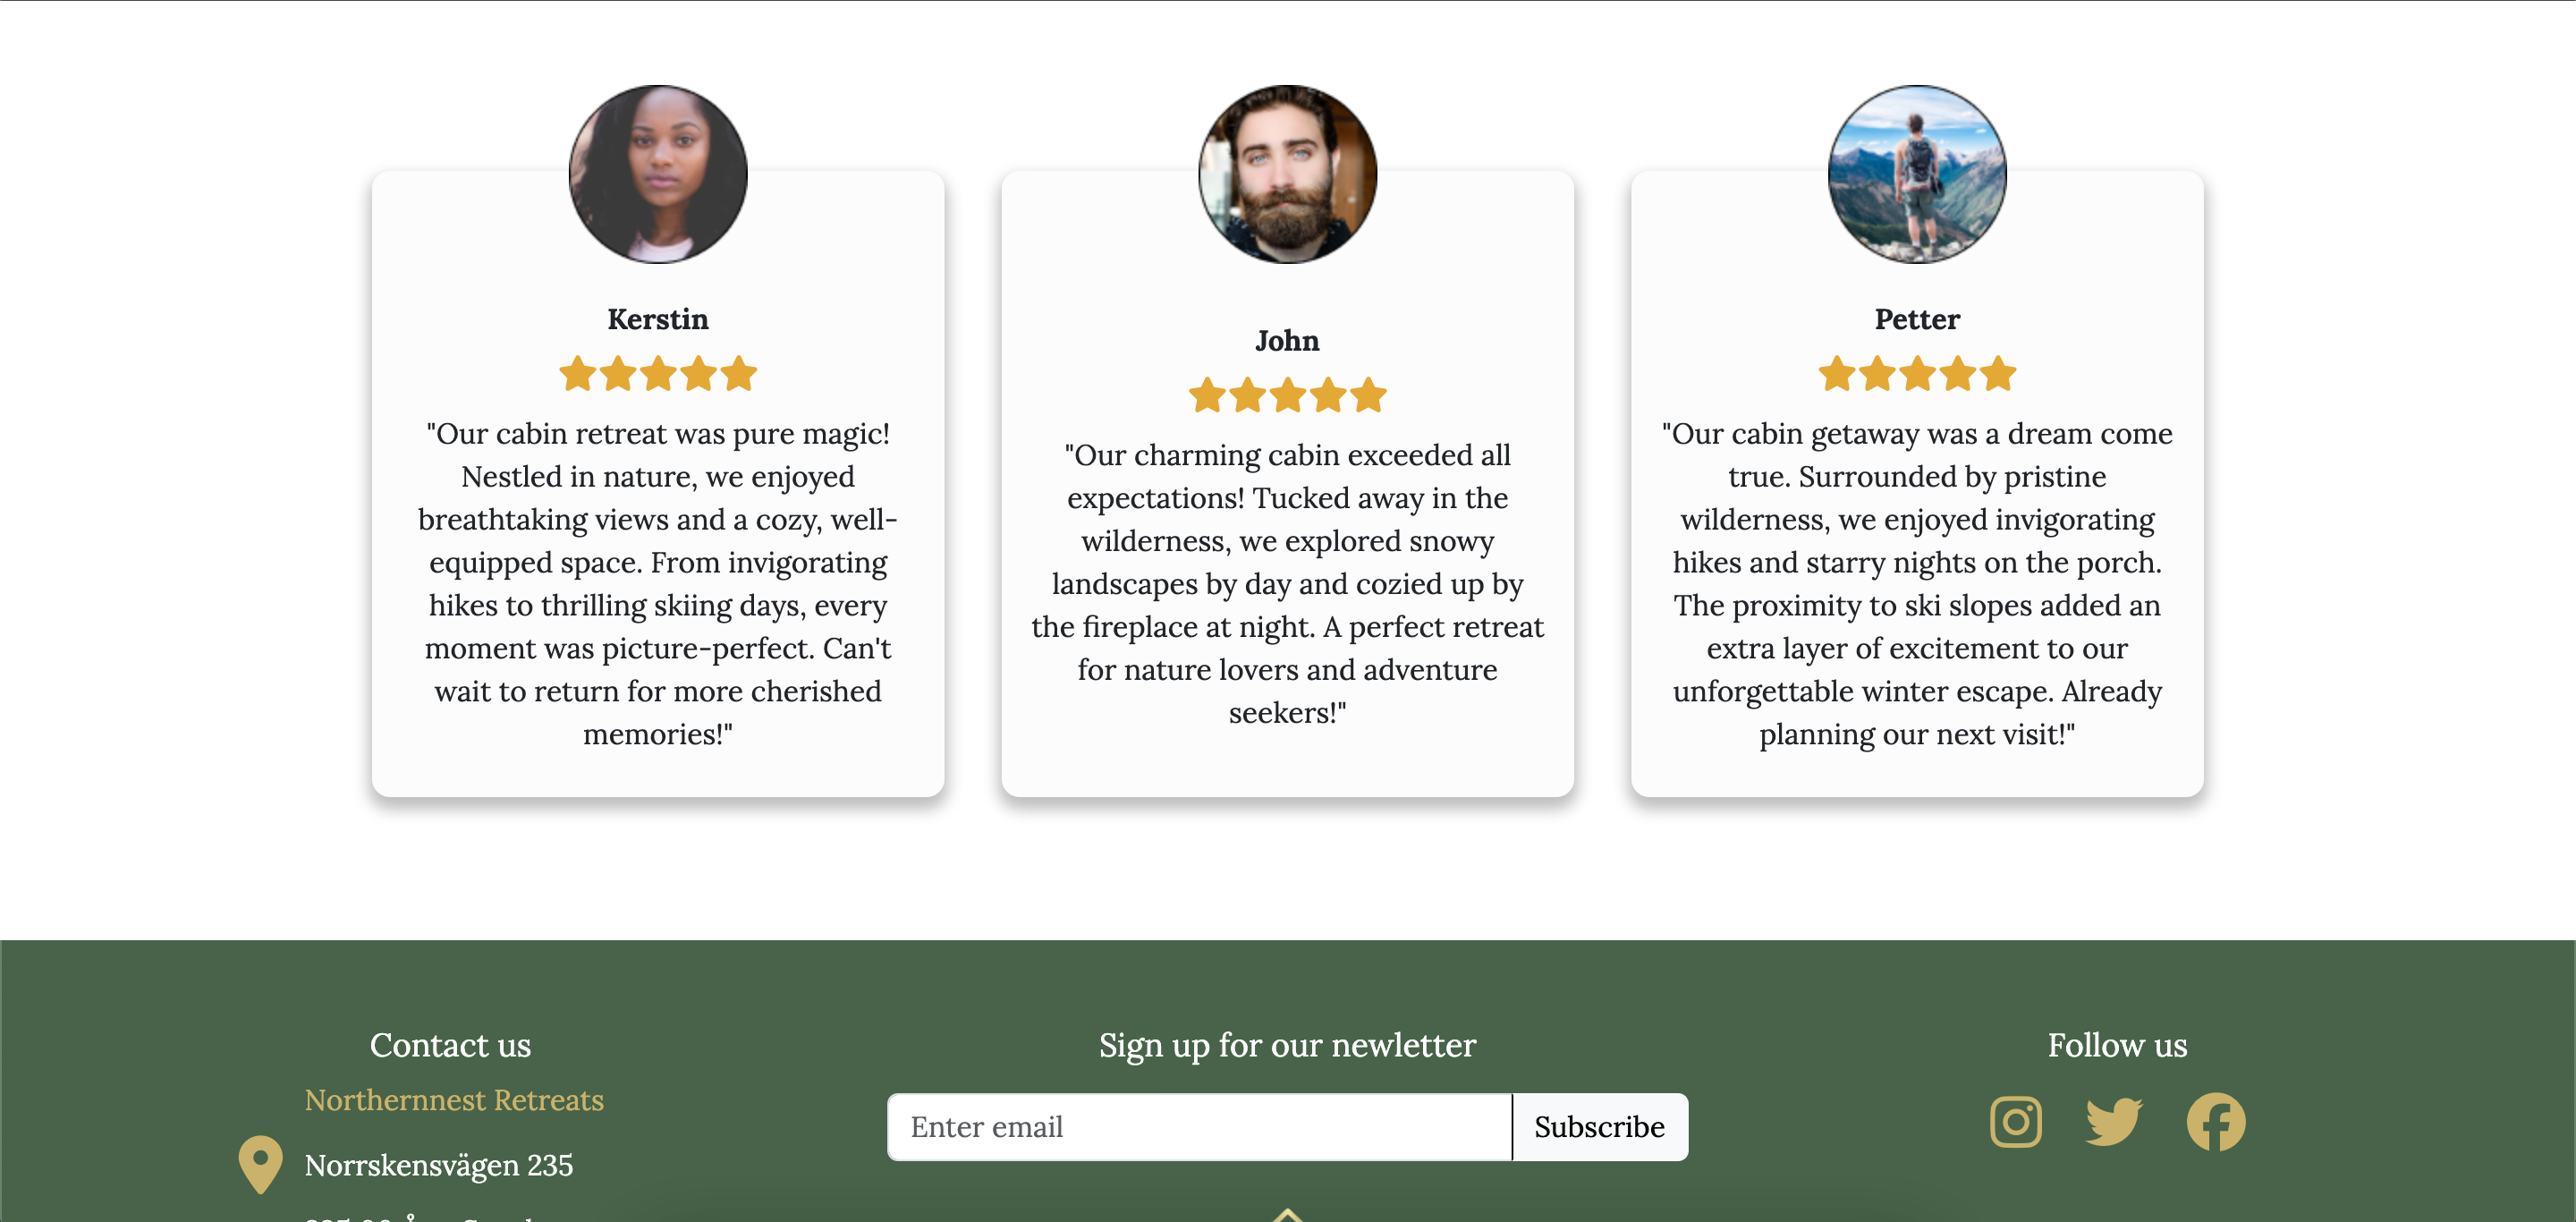 Kerstin
"Our cabin retreat was pure magic!
Nestled in nature, we enjoyed
breathtaking views and a cozy, well-
equipped space. From invigorating
hikes to thrilling skiing days, every
moment was picture-perfect. Can't
wait to return for more cherished
memories!"
John
"Our charming cabin exceeded all
expectations! Tucked away in the
wilderness, we explored snowy
landscapes by day and cozied up by
the fireplace at night. A perfect retreat
for nature lovers and adventure
seekers!"
Petter
"Our cabin getaway was a dream come
true. Surrounded by pristine
wilderness, we enjoyed invigorating
hikes and starry nights on the porch.
The proximity to ski slopes added an
extra layer of excitement to our
unforgettable winter escape. Already
planning our next visit!"
Contact us
Northernnest Retreats
Norrskensvägen 235
Sign up for our newletter
Enter email
Subscribe
Follow us